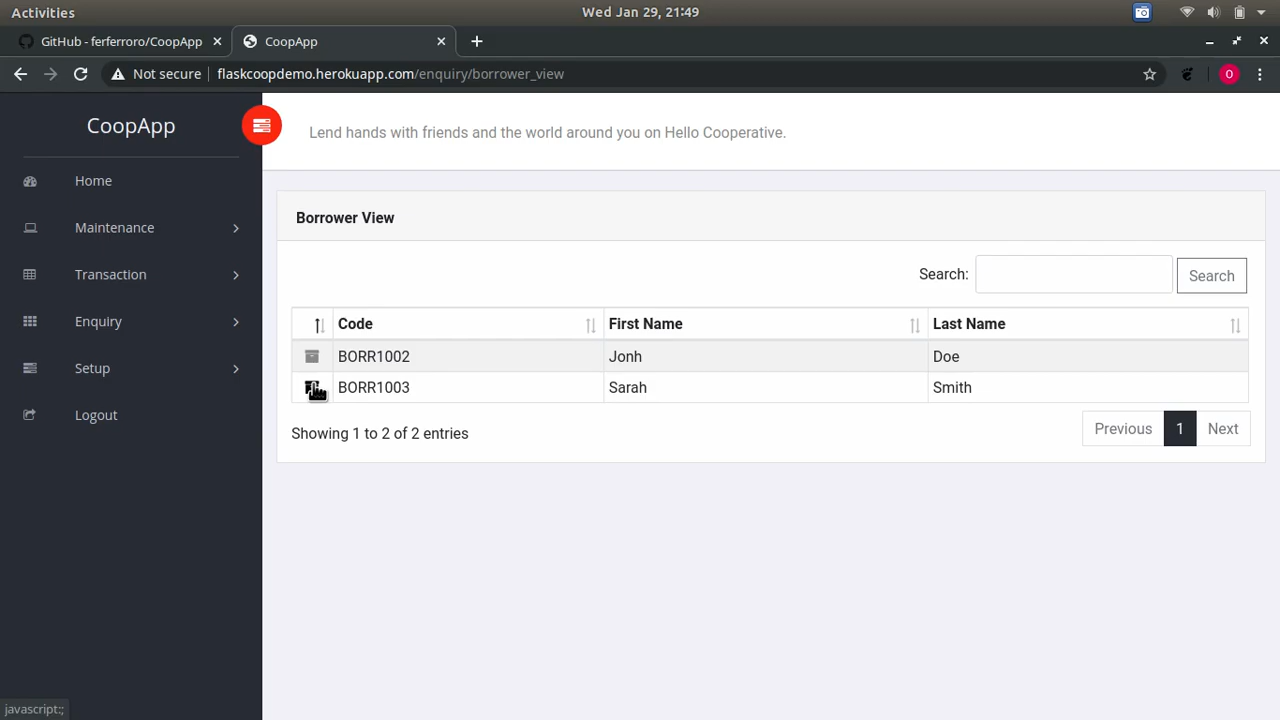 Activities
Wed Jan 29, 21:49
GitHub - ferferroro/CoopApp
CoopApp
Not secure
flaskcoopdemo.herokuapp.com/enquiry/borrower_view
O
CoopApp
Lend hands with friends and the world around you on Hello Cooperative.
Home
Maintenance
Transaction
Enquiry
Setup
Logout
Borrower View
Search:
Search
Code First Name Last Name
BORR1002 Jonh Doe
BORR1003 Sarah Smith
Showing 1 to 2 of 2 entries
Previous 1 Next
javascript:;